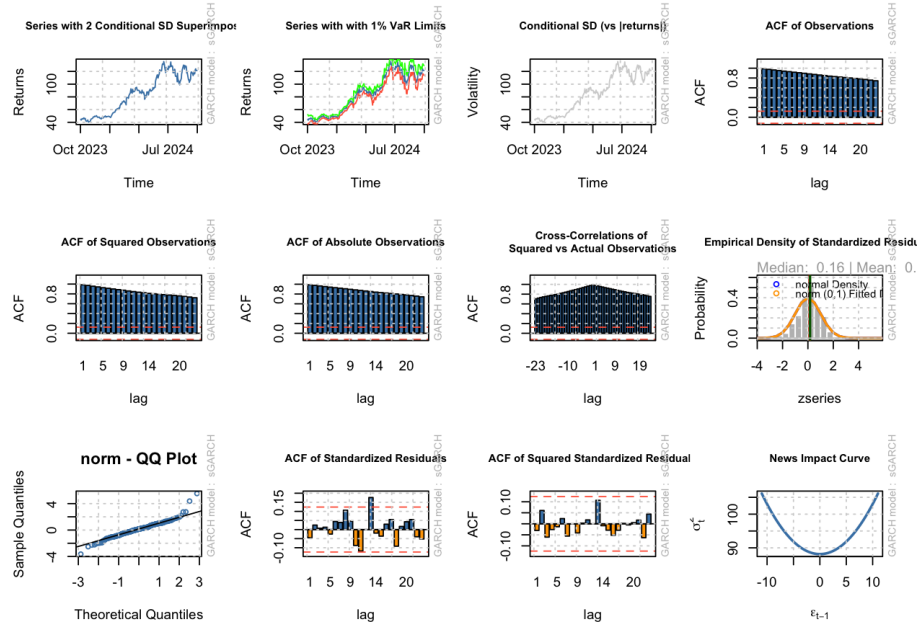 Series with 2 Conditional SD Superimpos
Returns
100
40
Oct 2023
Jul 2024
Time
GARCH model : sGARCH
Series with with 1% VaR Limits
Returns
100
40
Oct 2023
Jul 2024
Time
GARCH model : sGARCH
Conditional SD (vs |returns|)
Volatility
100
40
Oct 2023
Jul 2024
Time
GARCH model : sGARCH
ACF of Observations
ACF
0.8
0.0
1 5 9 14 20
lag
GARCH model : sGARCH
ACF of Squared Observations
ACF
0.8
0.0
1 5 9 14 20
lag
GARCH model : sGARCH
ACF of Absolute Observations
ACF
0.8
0.0
1 5 9 14 20
lag
GARCH model : sGARCH
Cross-Correlations of
Squared vs Actual Observations
ACF
0.8
0.0
-23 -10 1 9 19
lag
GARCH model : sGARCH
Empirical Density of Standardized Residu
Median: 0.16 | Mean: 0.
normal Density
norm (0,1) Fitted D
Probability
0.4
0.0
-4 -2 0 2 4
zseries
GARCH model : sGARCH
norm - QQ Plot
Sample Quantiles
4
0
-4
-3 -1 0 1 2 3
Theoretical Quantiles
GARCH model : sGARCH
ACF of Standardized Residuals
ACF
0.15
-0.10
1 5 9 14 20
lag
GARCH model : sGARCH
ACF of Squared Standardized Residual
ACF
0.10
-0.10
1 5 9 14 20
lag
GARCH model : sGARCH
News Impact Curve
100
90
-10 -5 0 5 10
εt−1
GARCH model : sGARCH